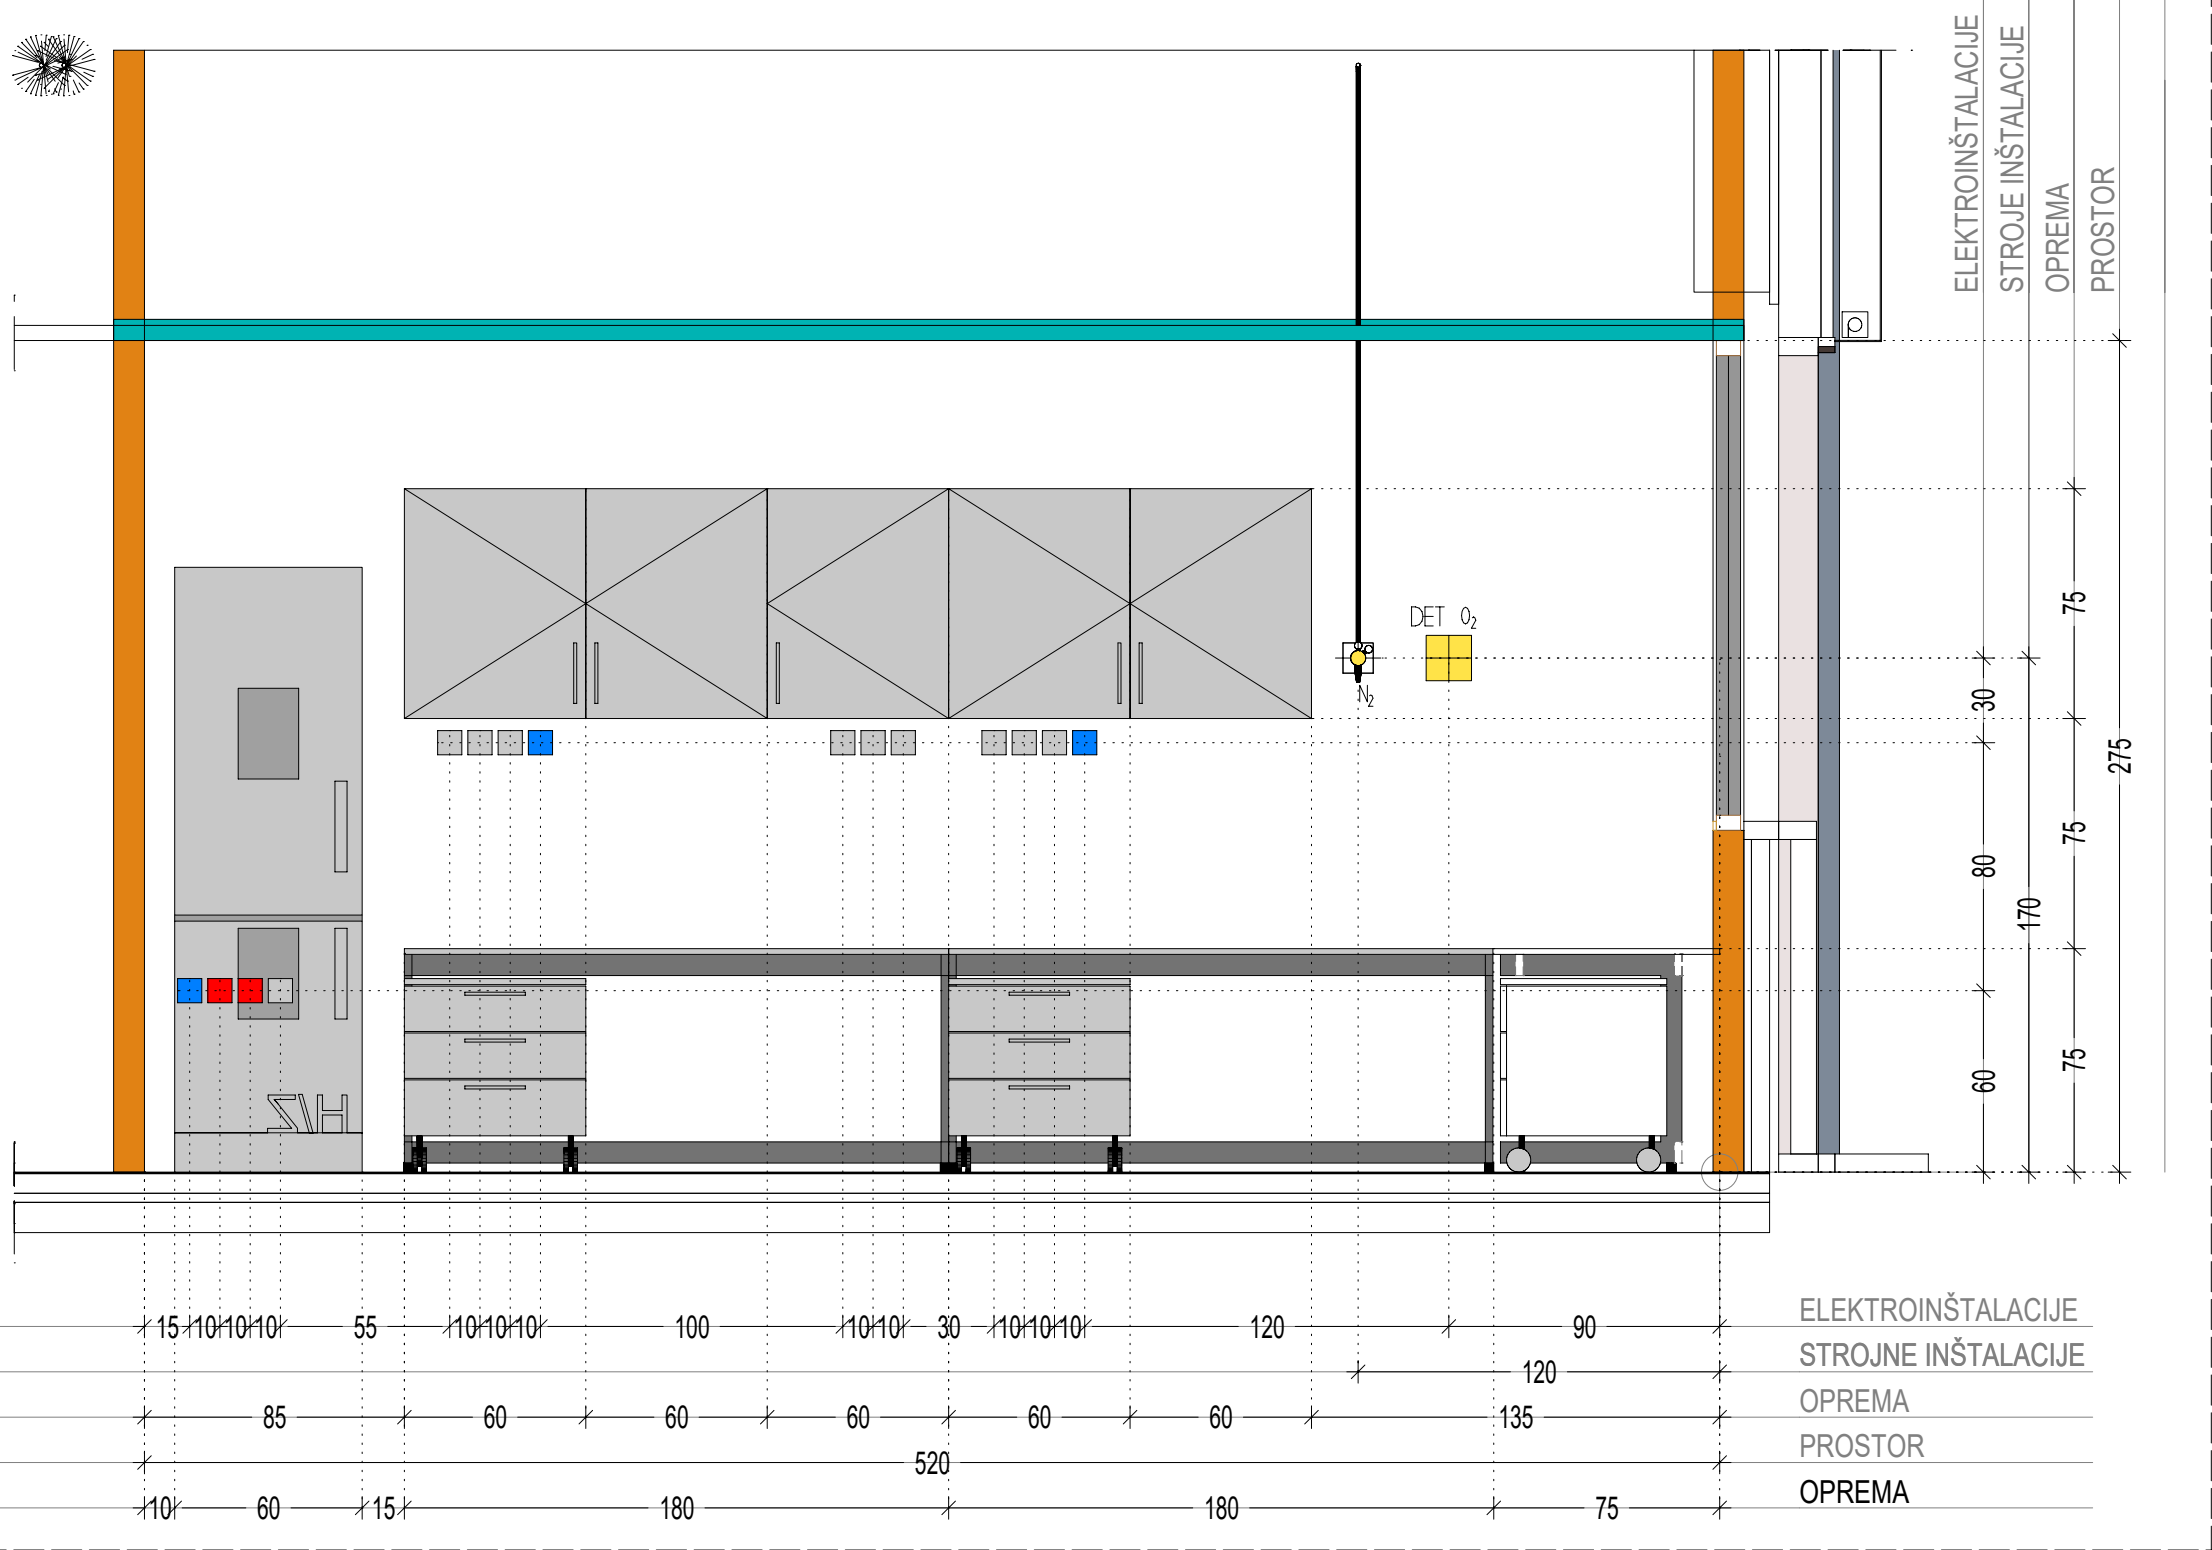 ELEKTROINŠTALACIJE
STROJE INŠTALACIJE
OPREMA
PROSTOR
DET O₂
N₂
75
30
275
75
80
170
75
60
H/Z
15 10 10 10 55 10 10 10 100 10 10 30 10 10 10 120 90
ELEKTROINŠTALACIJE
120
STROJNE INŠTALACIJE
85 60 60 60 60 60 135
OPREMA
520
PROSTOR
10 60 15 180 180 75
OPREMA